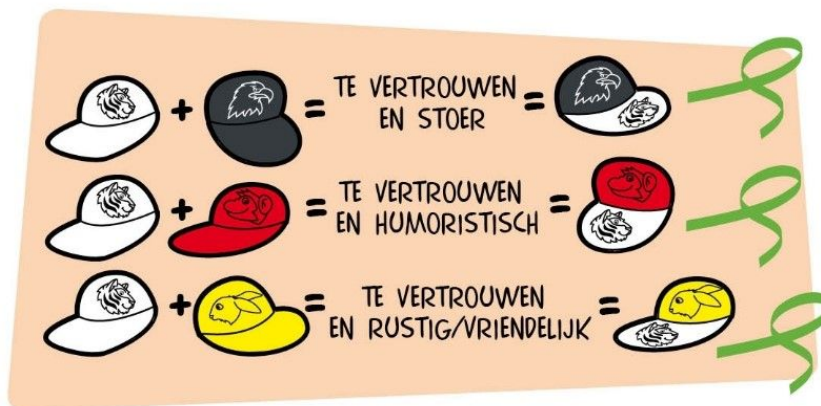 TE VERTROUWEN
EN STOER
TE VERTROUWEN
EN HUMORISTISCH
TE VERTROUWEN
EN RUSTIG/VRIENDELIJK